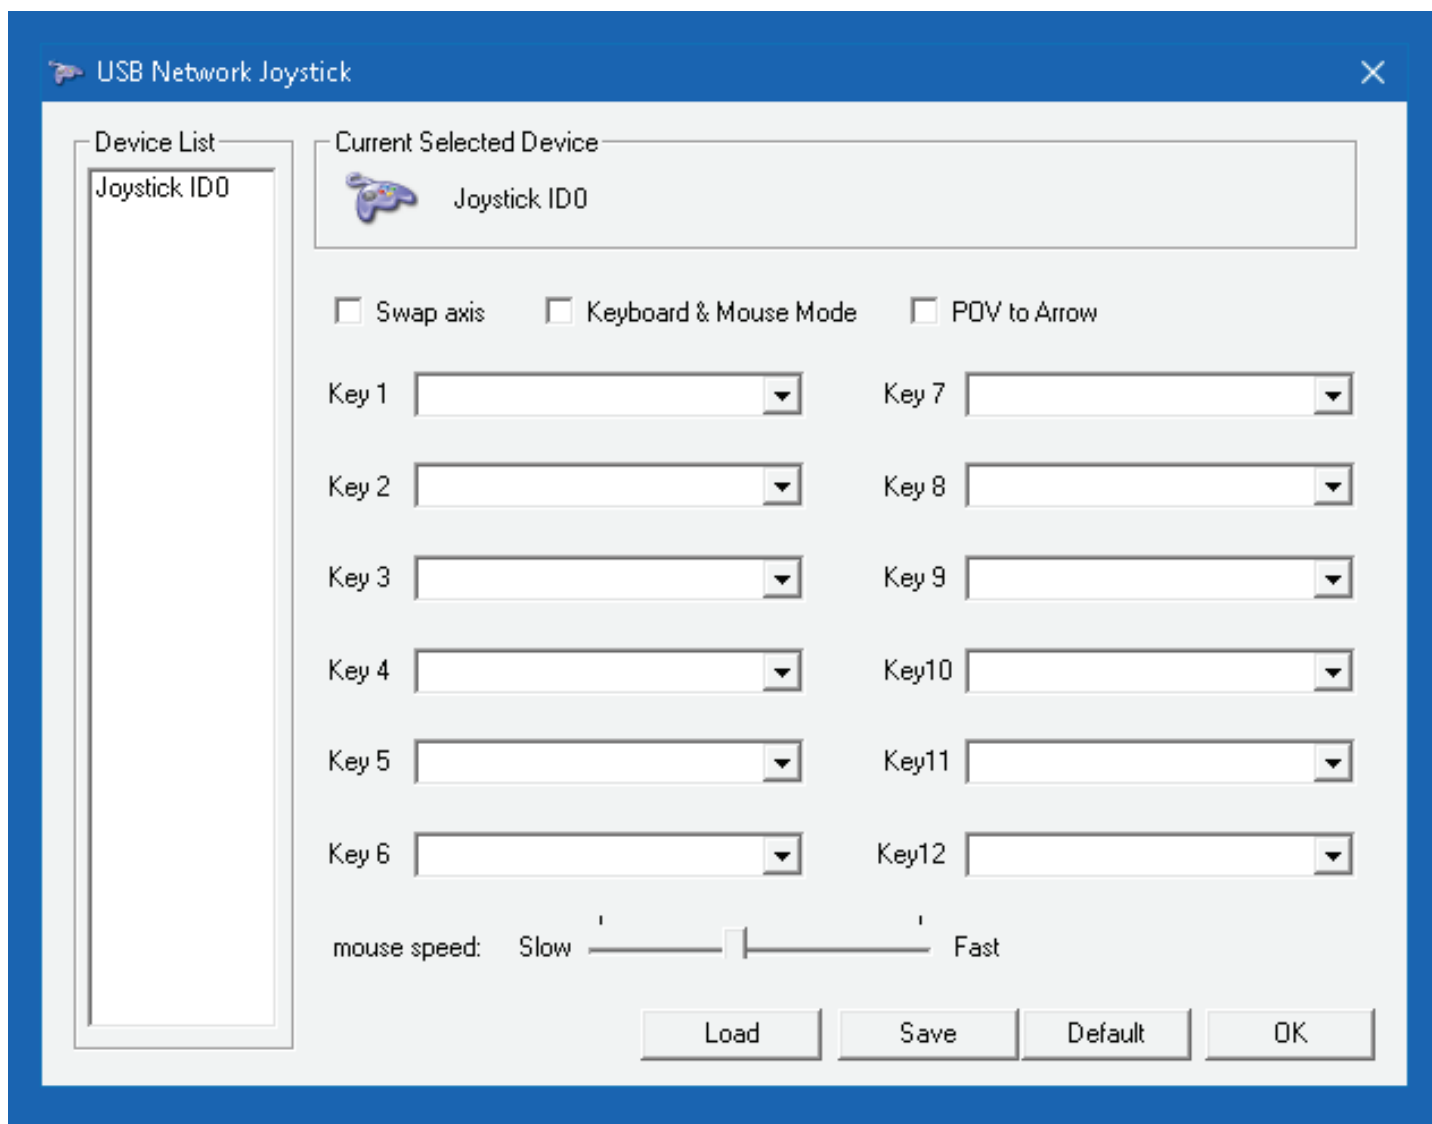 USB Network Joystick
Device List
Joystick ID0
Current Selected Device
Joystick ID0
Swap axis
Keyboard & Mouse Mode
POV to Arrow
Key 1
Key 7
Key 2
Key 8
Key 3
Key 9
Key 4
Key10
Key 5
Key11
Key 6
Key12
mouse speed:
Slow
Fast
Load
Save
Default
OK